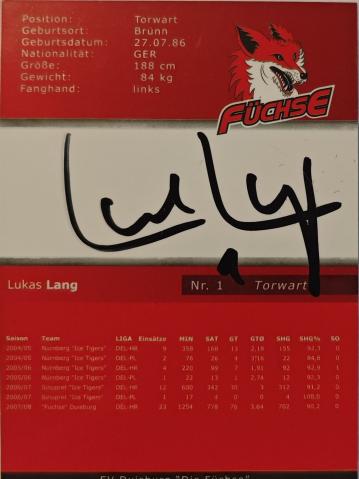 Position: Torwart
Geburtsort: Brünn
Geburtsdatum: 27.07.86
Nationalität: GER
Größe: 188 cm
Gewicht: 84 kg
Fanghand: links
FÜCHSE
Lukas Lang Nr. 1 Torwart
Saison Team LIGA Einsätze MIN SAT GT GTØ SHG SHG% SO
2004/05 Nürnberg "Ice Tigers" DEL-HR 9 358 168 13 2,18 155 92,3 0
2004/05 Nürnberg "Ice Tigers" DEL-PL 2 76 26 4 22 84,6 0
2005/06 Nürnberg "Ice Tigers" DEL-HR 4 220 99 7 1,91 92 92,9 1
2005/06 Nürnberg "Ice Tigers" DEL-PL 1 22 13 1 2,74 12 92,3 0
2006/07 Sinupret "Ice Tigers" DEL-HR 12 600 342 30 3 312 91,2 0
2006/07 Sinupret "Ice Tigers" DEL-PL 1 17 4 0 0 4 100,0 0
2007/08 "Fuechse" Duisburg DEL-HR 23 1254 778 76 3,64 702 90,2 0
EV Duisburg "Die Füchse"